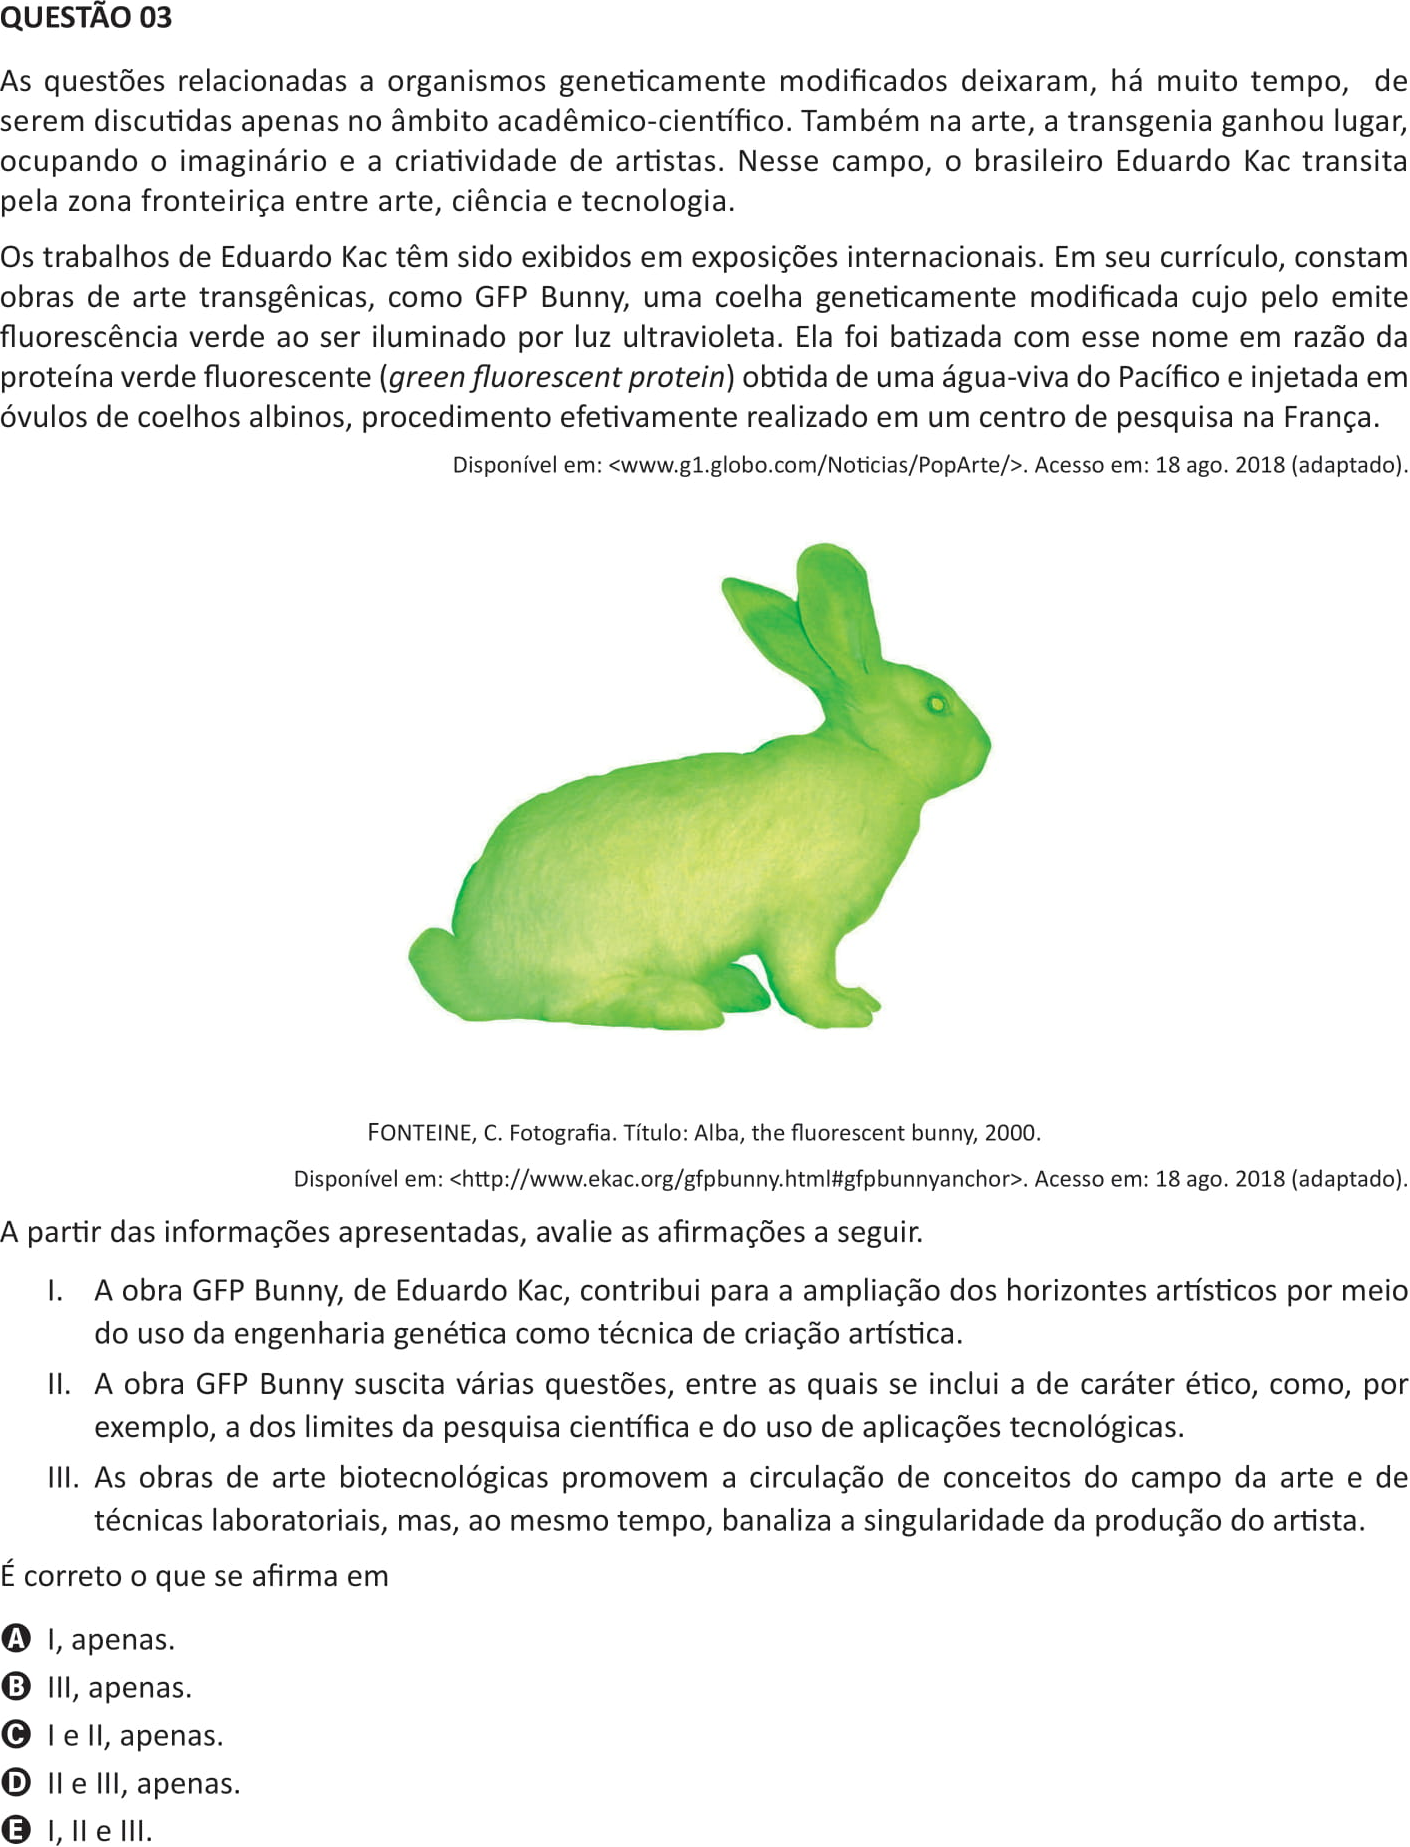 QUESTÃO 03
As questões relacionadas a organismos geneticamente modificados deixaram, há muito tempo, de
serem discutidas apenas no âmbito acadêmico-científico. Também na arte, a transgenia ganhou lugar,
ocupando o imaginário e a criatividade de artistas. Nesse campo, o brasileiro Eduardo Kac transita
pela zona fronteiriça entre arte, ciência e tecnologia.
Os trabalhos de Eduardo Kac têm sido exibidos em exposições internacionais. Em seu currículo, constam
obras de arte transgênicas, como GFP Bunny, uma coelha geneticamente modificada cujo pelo emite
fluorescência verde ao ser iluminado por luz ultravioleta. Ela foi batizada com esse nome em razão da
proteína verde fluorescente (green fluorescent protein) obtida de uma água-viva do Pacífico e injetada em
óvulos de coelhos albinos, procedimento efetivamente realizado em um centro de pesquisa na França.
Disponível em: <www.g1.globo.com/Noticias/PopArte/>. Acesso em: 18 ago. 2018 (adaptado).
FONTEINE, C. Fotografia. Título: Alba, the fluorescent bunny, 2000.
Disponível em: <http://www.ekac.org/gfpbunny.html#gfpbunnyanchor>. Acesso em: 18 ago. 2018 (adaptado).
A partir das informações apresentadas, avalie as afirmações a seguir.
I. A obra GFP Bunny, de Eduardo Kac, contribui para a ampliação dos horizontes artísticos por meio
do uso da engenharia genética como técnica de criação artística.
II. A obra GFP Bunny suscita várias questões, entre as quais se inclui a de caráter ético, como, por
exemplo, a dos limites da pesquisa científica e do uso de aplicações tecnológicas.
III. As obras de arte biotecnológicas promovem a circulação de conceitos do campo da arte e de
técnicas laboratoriais, mas, ao mesmo tempo, banaliza a singularidade da produção do artista.
É correto o que se afirma em
A I, apenas.
B III, apenas.
C I e II, apenas.
D II e III, apenas.
E I, II e III.